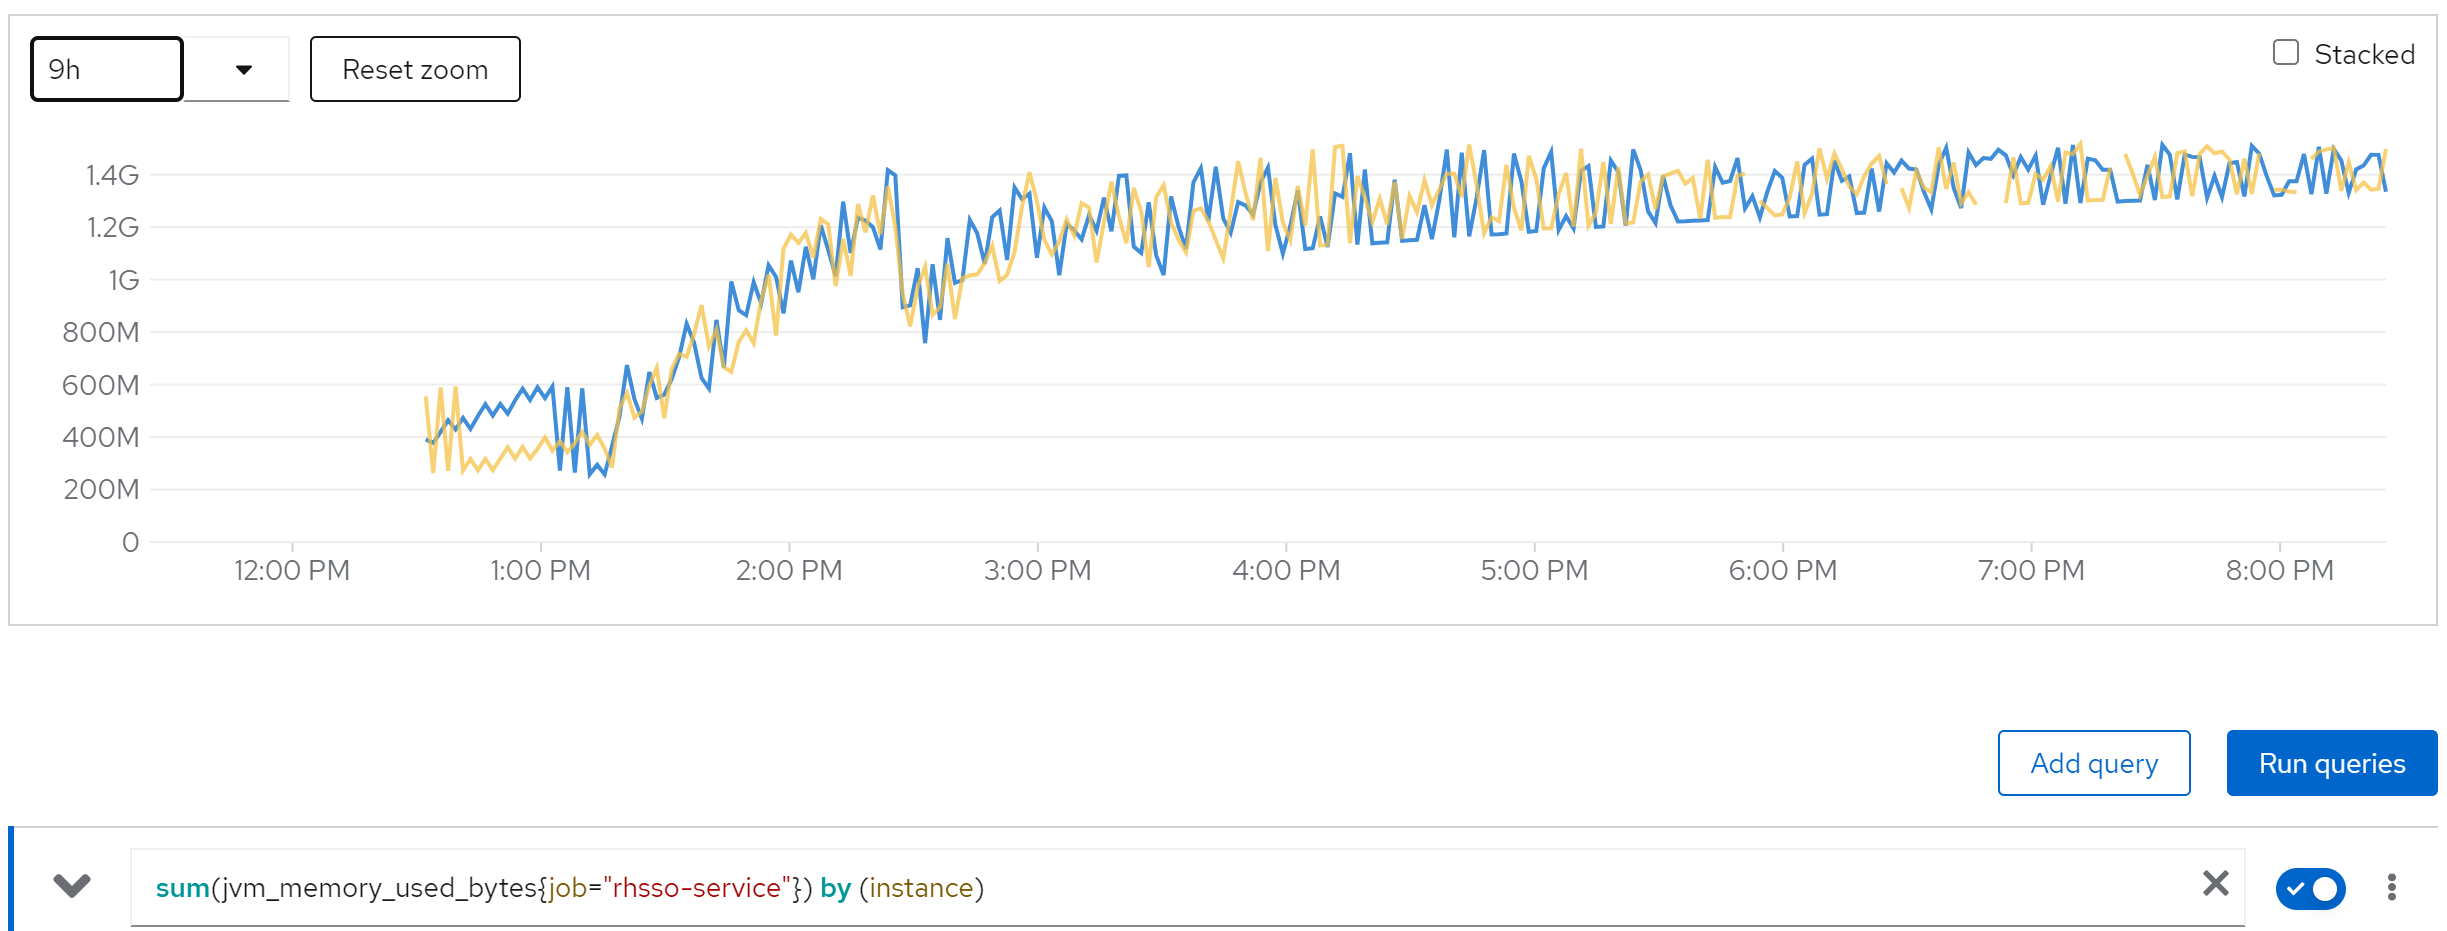 9h
Reset zoom
Stacked
1.4G
1.2G
1G
800M
600M
400M
200M
0
12:00 PM 1:00 PM 2:00 PM 3:00 PM 4:00 PM 5:00 PM 6:00 PM 7:00 PM 8:00 PM
Add query
Run queries
sum(jvm_memory_used_bytes{job="rhsso-service"}) by (instance)